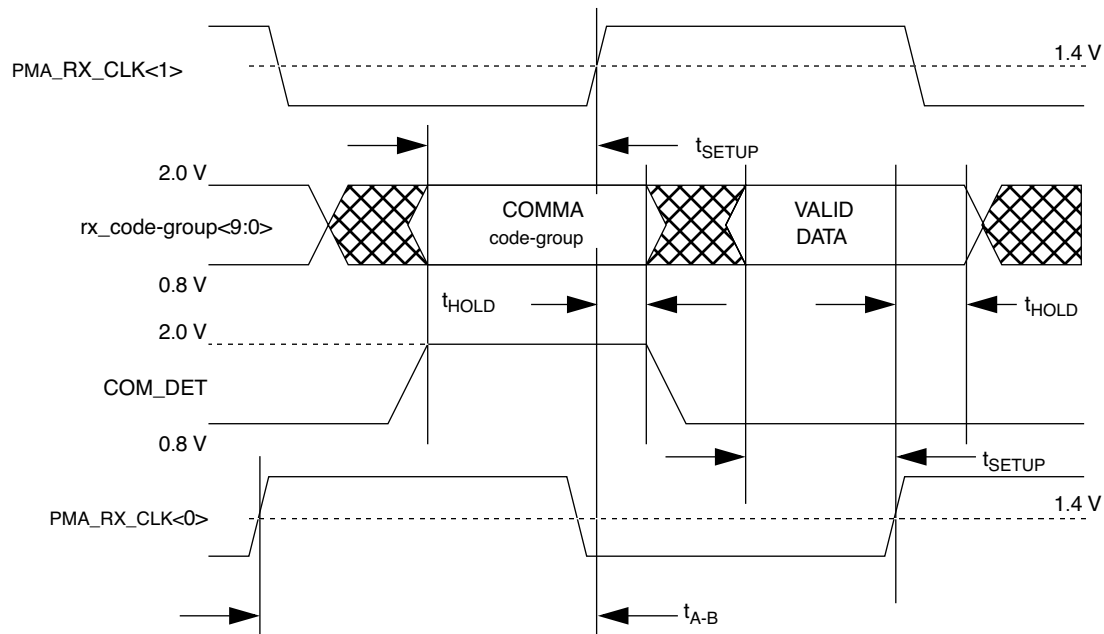 PMA_RX_CLK<1>
1.4 V
tSETUP
2.0 V
rx_code-group<9:0>
COMMA
code-group
VALID
DATA
0.8 V
tHOLD
tHOLD
2.0 V
COM_DET
0.8 V
tSETUP
PMA_RX_CLK<0>
1.4 V
tA-B